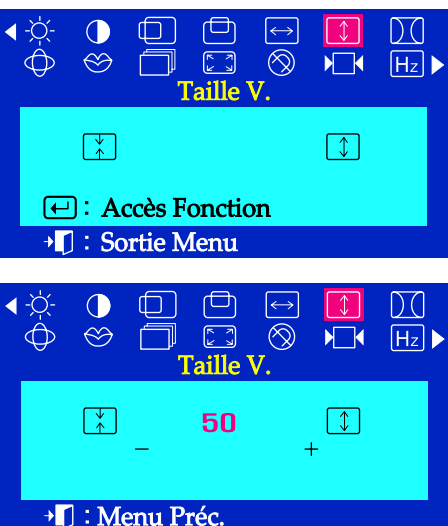 Hz
Taille V.
: Accès Fonction
: Sortie Menu
Hz
Taille V.
50
− +
: Menu Préc.